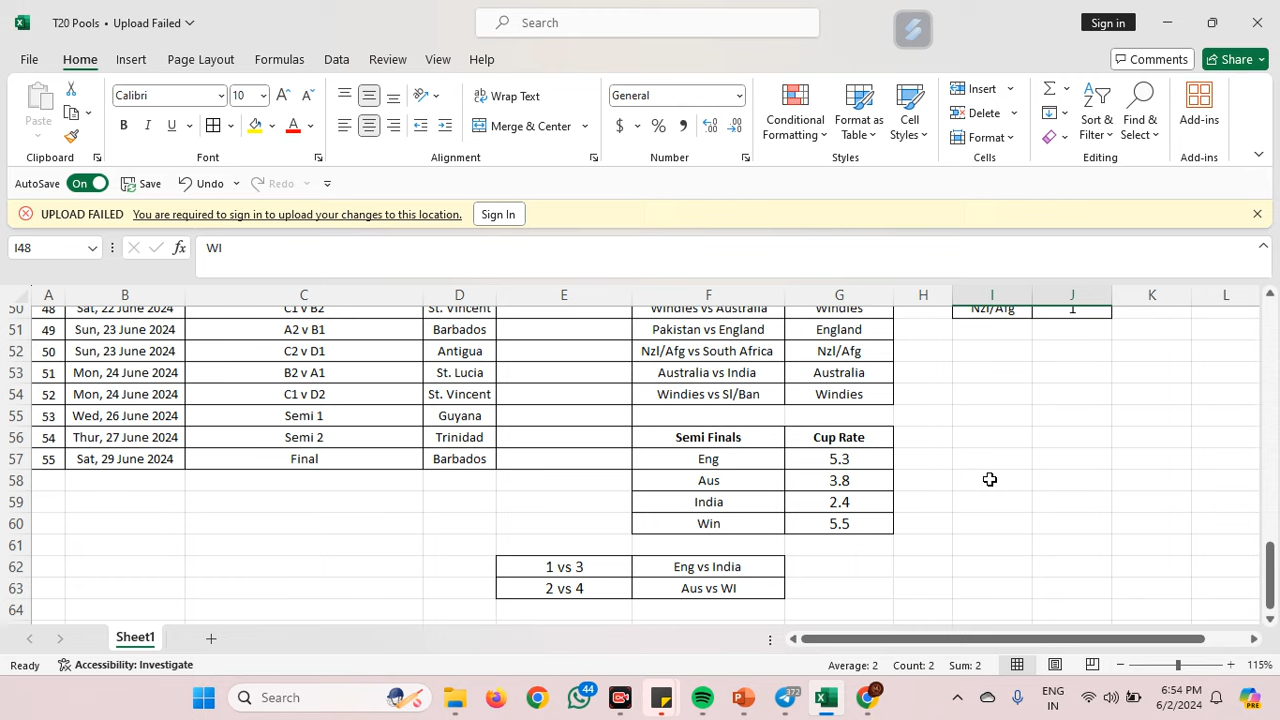 T20 Pools • Upload Failed
Search
Sign in
File Home Insert Page Layout Formulas Data Review View Help
Comments Share
Paste
Calibri 10
B I U A
Wrap Text
Merge & Center
General
$ % 9
Conditional Formatting
Format as Table
Cell Styles
Insert
Delete
Format
Sort & Filter
Find & Select
Add-ins
Clipboard Font Alignment Number Styles Cells Editing Add-ins
AutoSave On Save Undo Redo
UPLOAD FAILED You are required to sign in to upload your changes to this location. Sign In
I48 fx WI
A B C D E F G H I J K L
50 48 Sat, 22 June 2024 C1 v B2 St. Vincent Windies vs Australia Windies Nzl/Afg 1
51 49 Sun, 23 June 2024 A2 v B1 Barbados Pakistan vs England England
52 50 Sun, 23 June 2024 C2 v D1 Antigua Nzl/Afg vs South Africa Nzl/Afg
53 51 Mon, 24 June 2024 B2 v A1 St. Lucia Australia vs India Australia
54 52 Mon, 24 June 2024 C1 v D2 St. Vincent Windies vs Sl/Ban Windies
55 53 Wed, 26 June 2024 Semi 1 Guyana
56 54 Thur, 27 June 2024 Semi 2 Trinidad Semi Finals Cup Rate
57 55 Sat, 29 June 2024 Final Barbados Eng 5.3
58 Aus 3.8
59 India 2.4
60 Win 5.5
61
62 1 vs 3 Eng vs India
63 2 vs 4 Aus vs WI
64
Sheet1
Ready Accessibility: Investigate Average: 2 Count: 2 Sum: 2 115%
Search 44 372 ENG IN 6:54 PM 6/2/2024 PRE